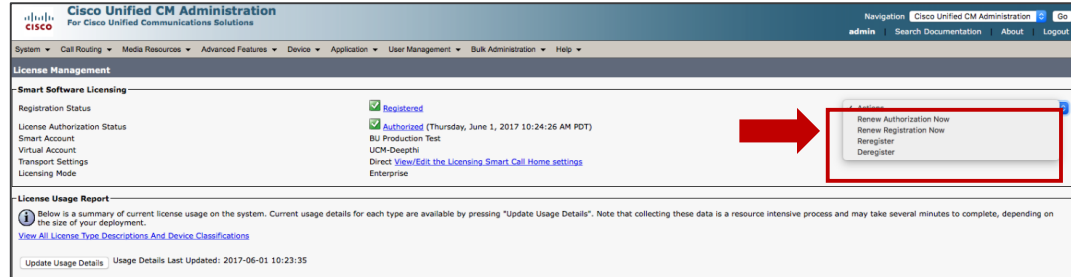 Cisco Unified CM Administration
For Cisco Unified Communications Solutions
CISCO
Navigation Cisco Unified CM Administration Go
admin Search Documentation About Logout
System Call Routing Media Resources Advanced Features Device Application User Management Bulk Administration Help
License Management
Smart Software Licensing
Registration Status Registered
License Authorization Status Authorized (Thursday, June 1, 2017 10:24:26 AM PDT)
Smart Account BU Production Test
Virtual Account UCM-Deepthi
Transport Settings Direct View/Edit the Licensing Smart Call Home settings
Licensing Mode Enterprise
Actions
Renew Authorization Now
Renew Registration Now
Reregister
Deregister
License Usage Report
Below is a summary of current license usage on the system. Current usage details for each type are available by pressing "Update Usage Details". Note that collecting these data is a resource intensive process and may take several minutes to complete, depending on
the size of your deployment.
View All License Type Descriptions And Device Classifications
Update Usage Details Usage Details Last Updated: 2017-06-01 10:23:35